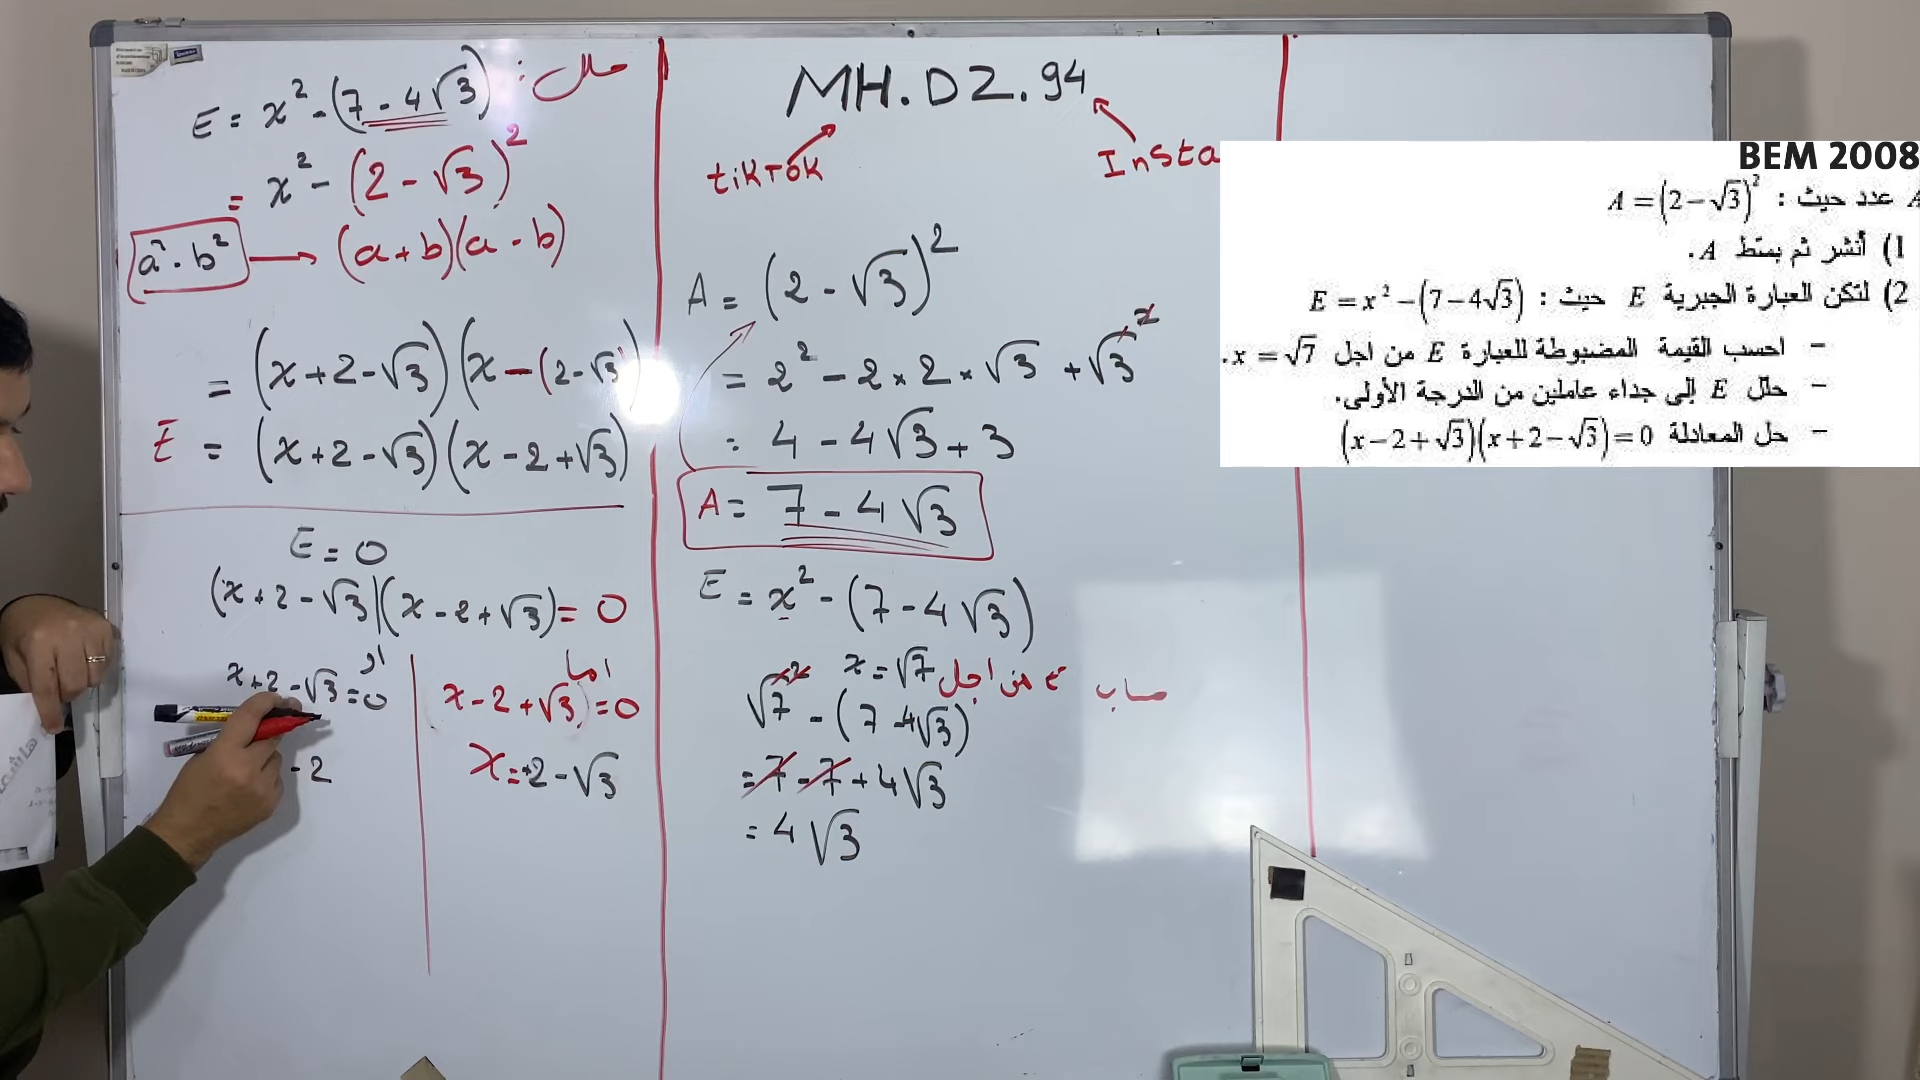 حلل :
E = x² - (7 - 4√3)
= x² - (2 - √3)²
a² - b² → (a + b)(a - b)
= (x + 2 - √3)(x - (2 - √3)
E = (x + 2 - √3)(x - 2 + √3)
E = 0
(x + 2 - √3)(x - 2 + √3) = 0
اما
x - 2 + √3 = 0
x = +2 - √3
او
x + 2 - √3 = 0
- 2
MH.DZ.94
tiKTok
Insta
A = (2 - √3)²
= 2² - 2 × 2 × √3 + √3²
= 4 - 4√3 + 3
A = 7 - 4√3
E = x² - (7 - 4√3)
حساب E من اجل x = √7
√7² - (7 - 4√3)
= 7 - 7 + 4√3
= 4√3
BEM 2008
A عدد حيث : A = (2 - √3)²
1) أنشر ثم بسّط A .
2) لتكن العبارة الجبرية E حيث : E = x² - (7 - 4√3)
- احسب القيمة المضبوطة للعبارة E من اجل x = √7 .
- حلل E إلى جداء عاملين من الدرجة الأولى.
- حل المعادلة (x - 2 + √3)(x + 2 - √3) = 0